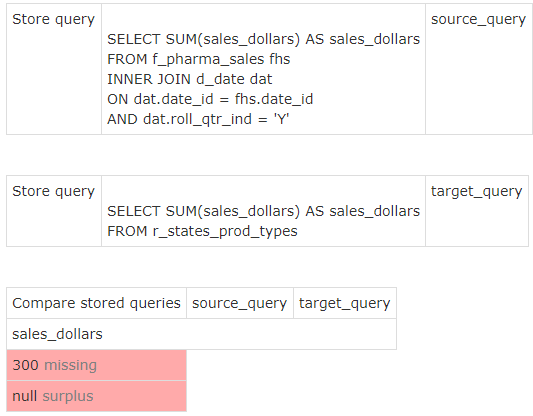 Store query
SELECT SUM(sales_dollars) AS sales_dollars
FROM f_pharma_sales fhs
INNER JOIN d_date dat
ON dat.date_id = fhs.date_id
AND dat.roll_qtr_ind = 'Y'
source_query
Store query
SELECT SUM(sales_dollars) AS sales_dollars
FROM r_states_prod_types
target_query
Compare stored queries source_query target_query
sales_dollars
300 missing
null surplus